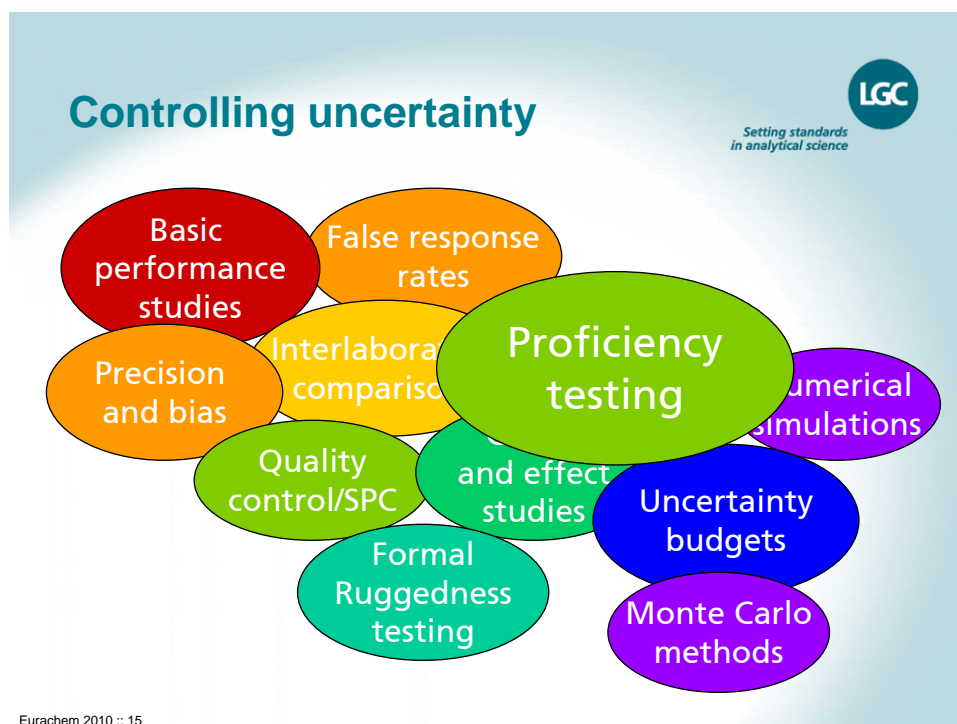 Controlling uncertainty
LGC
Setting standards
in analytical science
Basic
performance
studies
False response
rates
Proficiency
testing
Precision
and bias
comparis
Quality
control/SPC
and effect
studies
Uncertainty
budgets
Formal
Ruggedness
testing
Monte Carlo
methods
Eurachem 2010 :: 15